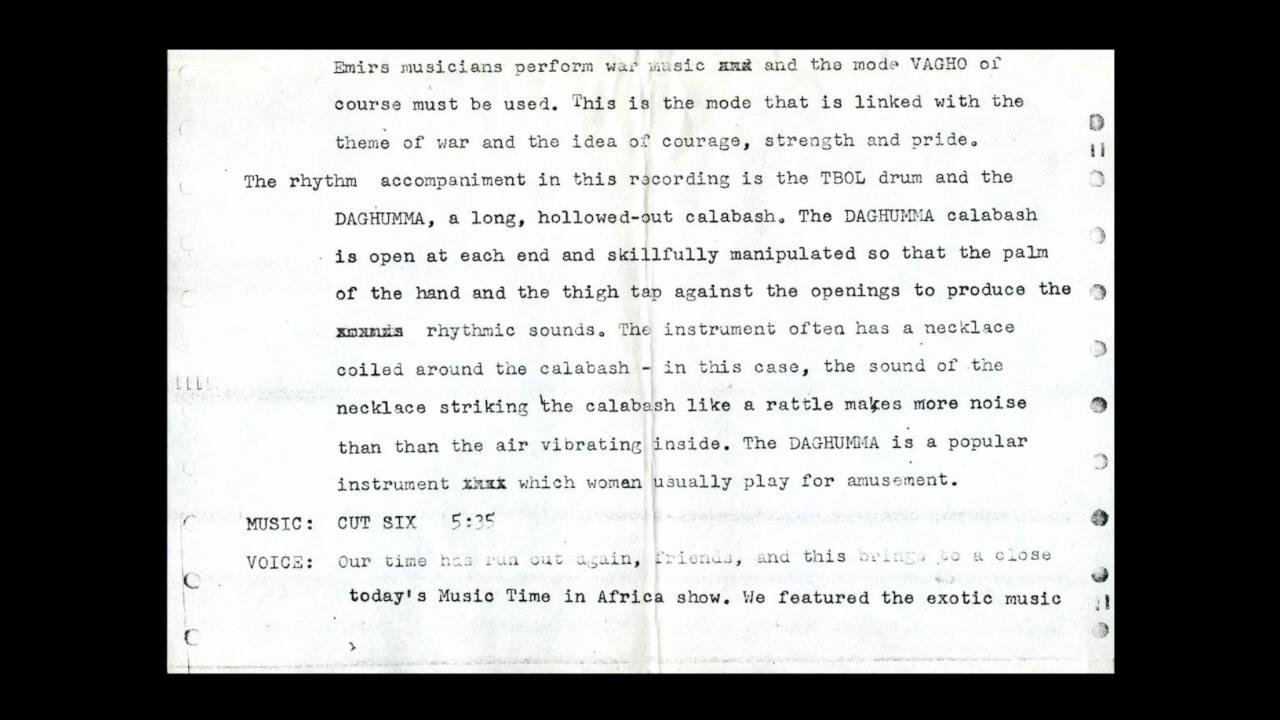 Emirs musicians perform war music xxx and the mode VAGHO of
course must be used. This is the mode that is linked with the
theme of war and the idea of courage, strength and pride.
The rhythm accompaniment in this recording is the TBOL drum and the
DAGHUMMA, a long, hollowed-out calabash. The DAGHUMMA calabash
is open at each end and skillfully manipulated so that the palm
of the hand and the thigh tap against the openings to produce the
rhythmic sounds. The instrument often has a necklace
coiled around the calabash - in this case, the sound of the
necklace striking the calabash like a rattle makes more noise
than than the air vibrating inside. The DAGHUMMA is a popular
instrument xxxx which women usually play for amusement.
MUSIC: CUT SIX 5:35
VOICE: Our time has run out again, friends, and this brings to a close
today's Music Time in Africa show. We featured the exotic music